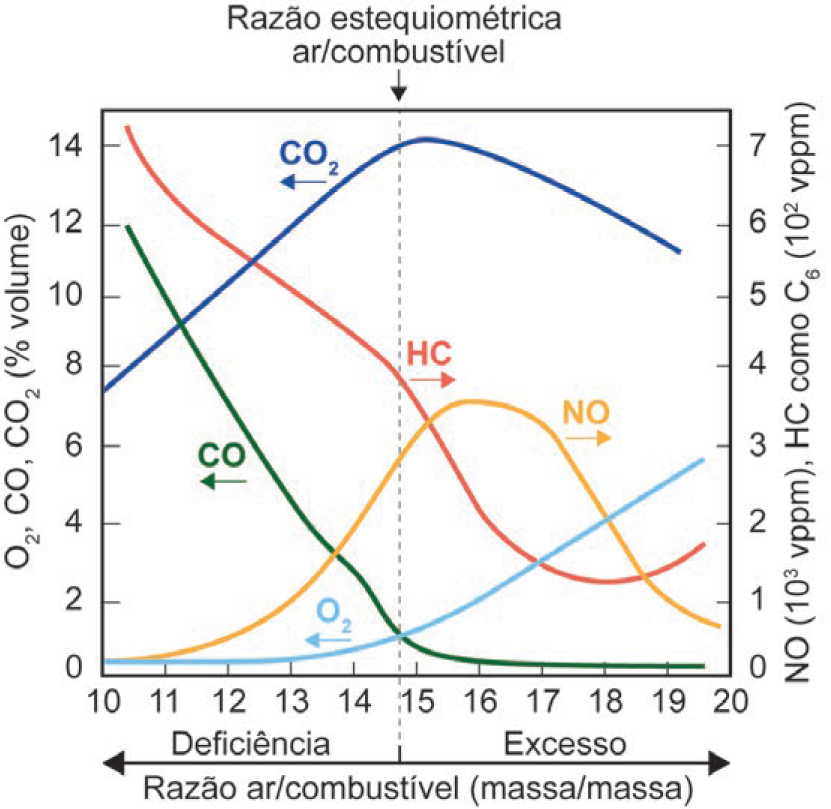 Razão estequiométrica
ar/combustível
O₂, CO, CO₂ (% volume)
14
12
10
8
6
4
2
0
CO₂
HC
NO
CO
O₂
7
6
5
4
3
2
1
0
NO (10³ vppm), HC como C₆ (10² vppm)
10 11 12 13 14 15 16 17 18 19 20
Deficiência Excesso
Razão ar/combustível (massa/massa)